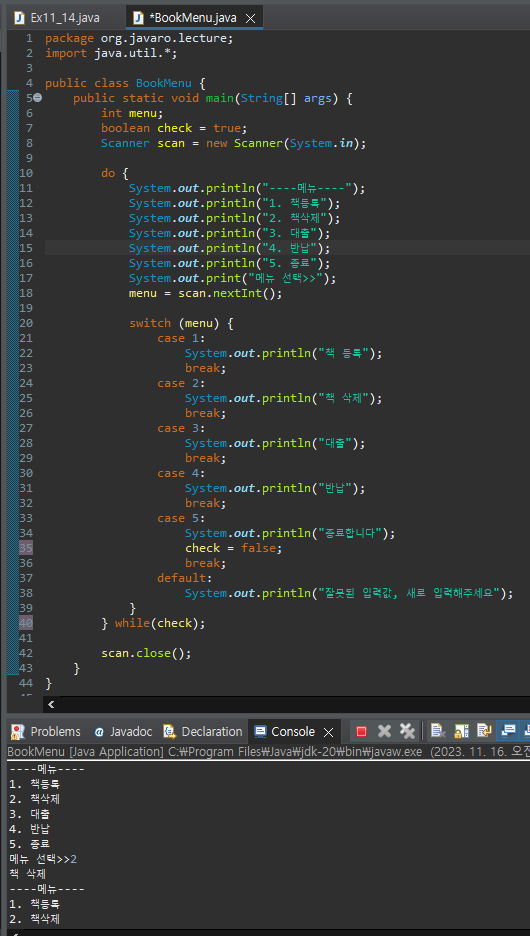 Ex11_14.java *BookMenu.java
1 package org.javaro.lecture;
2 import java.util.*;
3
4 public class BookMenu {
5 public static void main(String[] args) {
6 int menu;
7 boolean check = true;
8 Scanner scan = new Scanner(System.in);
9
10 do {
11 System.out.println("----메뉴----");
12 System.out.println("1. 책등록");
13 System.out.println("2. 책삭제");
14 System.out.println("3. 대출");
15 System.out.println("4. 반납");
16 System.out.println("5. 종료");
17 System.out.print("메뉴 선택>>");
18 menu = scan.nextInt();
19
20 switch (menu) {
21 case 1:
22 System.out.println("책 등록");
23 break;
24 case 2:
25 System.out.println("책 삭제");
26 break;
27 case 3:
28 System.out.println("대출");
29 break;
30 case 4:
31 System.out.println("반납");
32 break;
33 case 5:
34 System.out.println("종료합니다");
35 check = false;
36 break;
37 default:
38 System.out.println("잘못된 입력값, 새로 입력해주세요");
39 }
40 } while(check);
41
42 scan.close();
43 }
44 }
Problems Javadoc Declaration Console
BookMenu [Java Application] C:₩Program Files₩Java₩jdk-20₩bin₩javaw.exe (2023. 11. 16. 오전
----메뉴----
1. 책등록
2. 책삭제
3. 대출
4. 반납
5. 종료
메뉴 선택>>2
책 삭제
----메뉴----
1. 책등록
2. 책삭제